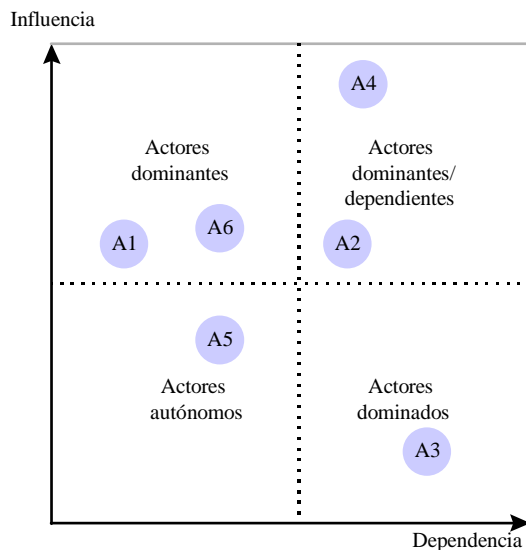 Influencia
A4
Actores
dominantes
Actores
dominantes/
dependientes
A1
A6
A2
A5
Actores
autónomos
Actores
dominados
A3
Dependencia